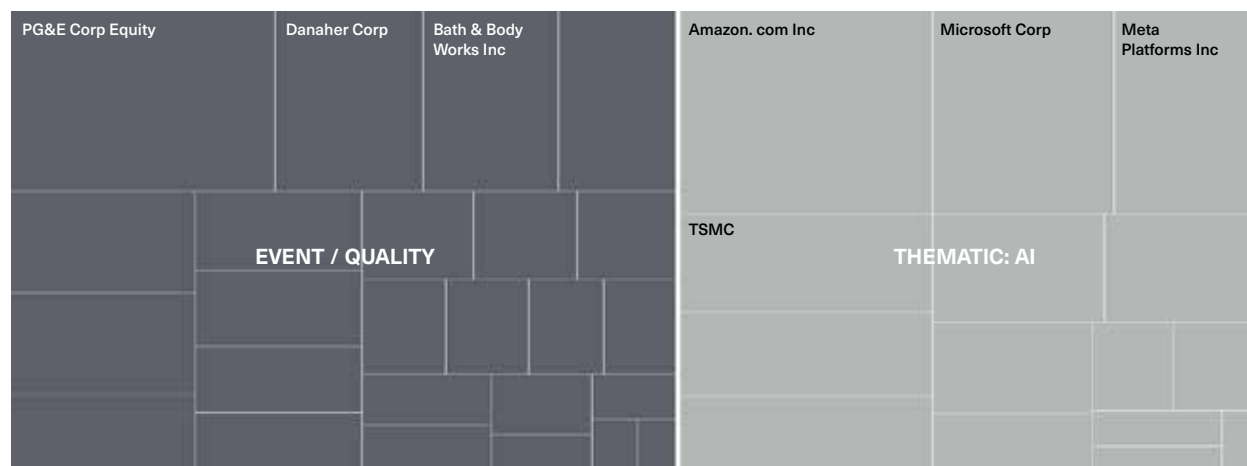 PG&E Corp Equity
Danaher Corp
Bath & Body
Works Inc
Amazon. com Inc
Microsoft Corp
Meta
Platforms Inc
TSMC
EVENT / QUALITY
THEMATIC: AI